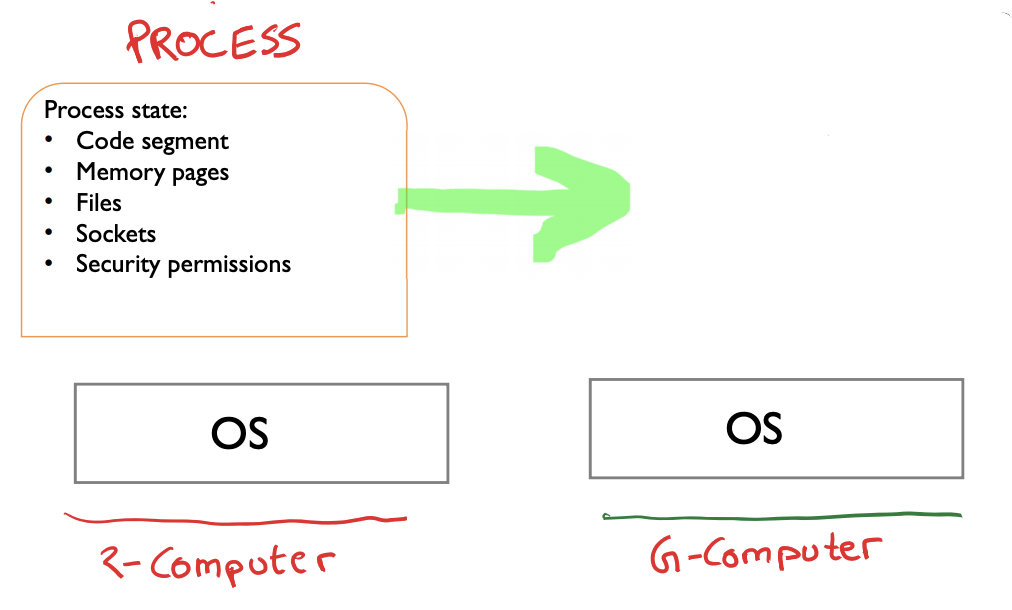 PROCESS
Process state:
• Code segment
• Memory pages
• Files
• Sockets
• Security permissions
OS
OS
R-Computer
G-Computer